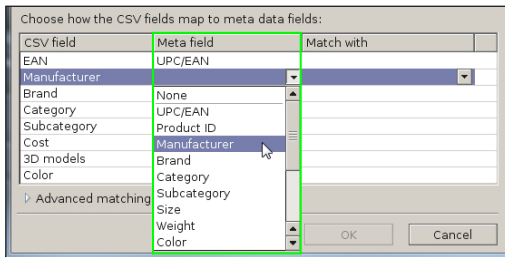 Choose how the CSV fields map to meta data fields:
CSV field Meta field Match with
EAN UPC/EAN
Manufacturer
Brand None
Category UPC/EAN
Subcategory Product ID
Cost Manufacturer
3D models Brand
Color Category
Advanced matching Subcategory
Size
Weight
Color
OK Cancel